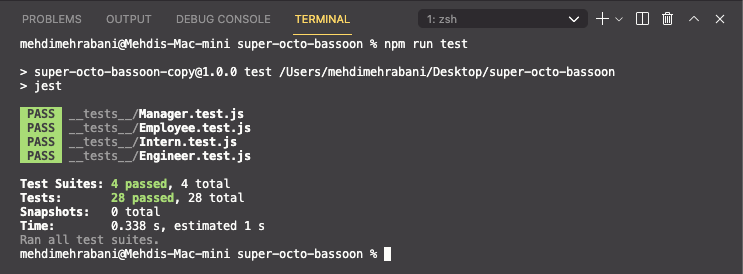 PROBLEMS OUTPUT DEBUG CONSOLE TERMINAL 1: zsh
mehdimehrabani@Mehdis-Mac-mini super-octo-bassoon % npm run test
> super-octo-bassoon-copy@1.0.0 test /Users/mehdimehrabani/Desktop/super-octo-bassoon
> jest
PASS __tests__/Manager.test.js
PASS __tests__/Employee.test.js
PASS __tests__/Intern.test.js
PASS __tests__/Engineer.test.js
Test Suites: 4 passed, 4 total
Tests: 28 passed, 28 total
Snapshots: 0 total
Time: 0.338 s, estimated 1 s
Ran all test suites.
mehdimehrabani@Mehdis-Mac-mini super-octo-bassoon %